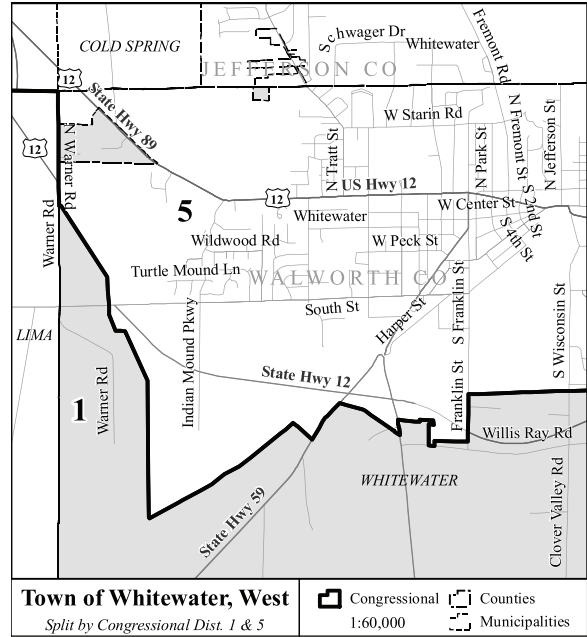 COLD SPRING
Schwager Dr
Whitewater
Fremont Rd
JEFFERSON CO
12
State Hwy 89
W Starin Rd
N Warner Rd
12
N Tratt St
N Park St
N Fremont St
S 2nd St
N Jefferson St
US Hwy 12
12
5
Whitewater
W Center St
Warner Rd
Wildwood Rd
W Peck St
S 4th St
Turtle Mound Ln
WALWORTH CO
South St
Harper St
S Franklin St
S Wisconsin St
LIMA
Indian Mound Pkwy
State Hwy 12
Warner Rd
1
Franklin St
Willis Ray Rd
WHITEWATER
State Hwy 59
Clover Valley Rd
Town of Whitewater, West
Split by Congressional Dist. 1 & 5
Congressional
1:60,000
Counties
Municipalities